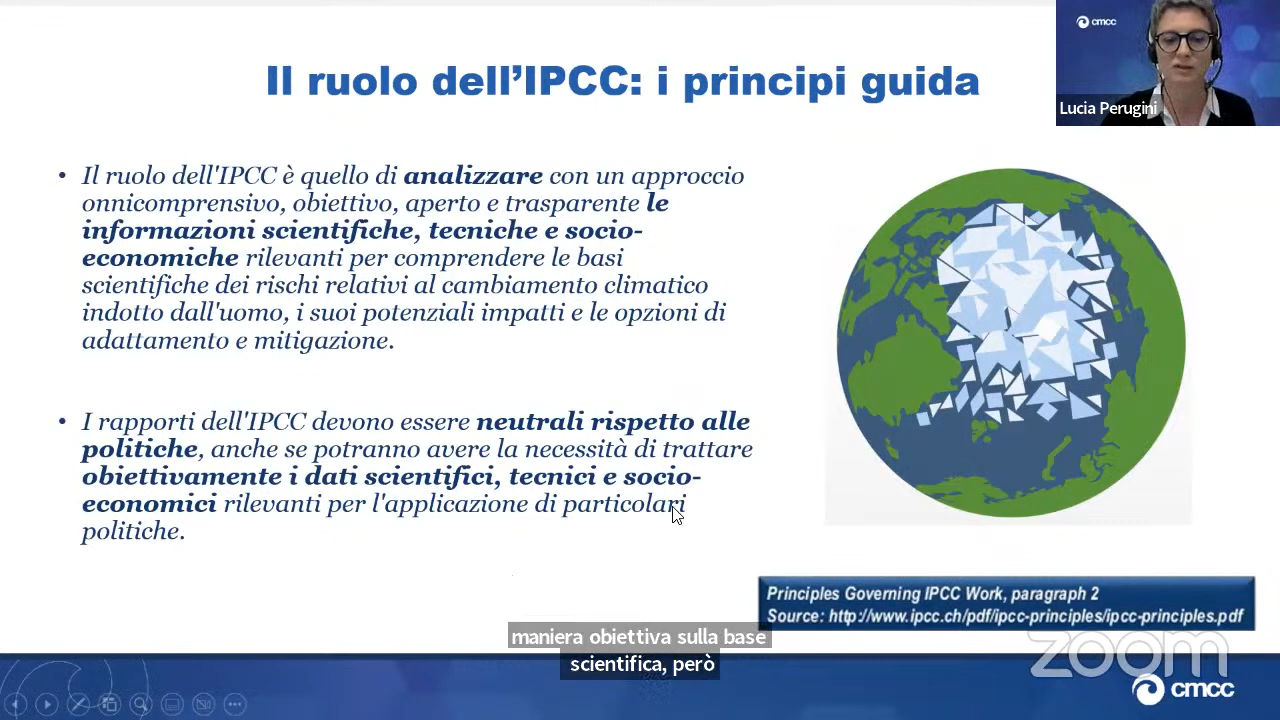 cmcc
Lucia Perugini
Il ruolo dell’IPCC: i principi guida
• Il ruolo dell'IPCC è quello di analizzare con un approccio
onnicomprensivo, obiettivo, aperto e trasparente le
informazioni scientifiche, tecniche e socio-
economiche rilevanti per comprendere le basi
scientifiche dei rischi relativi al cambiamento climatico
indotto dall'uomo, i suoi potenziali impatti e le opzioni di
adattamento e mitigazione.
• I rapporti dell'IPCC devono essere neutrali rispetto alle
politiche, anche se potranno avere la necessità di trattare
obiettivamente i dati scientifici, tecnici e socio-
economici rilevanti per l'applicazione di particolari
politiche.
Principles Governing IPCC Work, paragraph 2
Source: http://www.ipcc.ch/pdf/ipcc-principles/ipcc-principles.pdf
maniera obiettiva sulla base
scientifica, però
zoom
cmcc